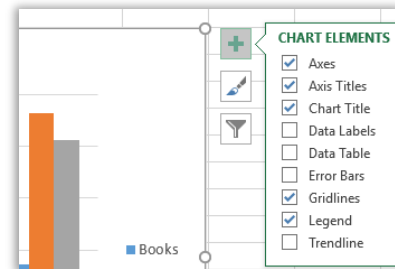 CHART ELEMENTS
Axes
Axis Titles
Chart Title
Data Labels
Data Table
Error Bars
Gridlines
Legend
Trendline
Books